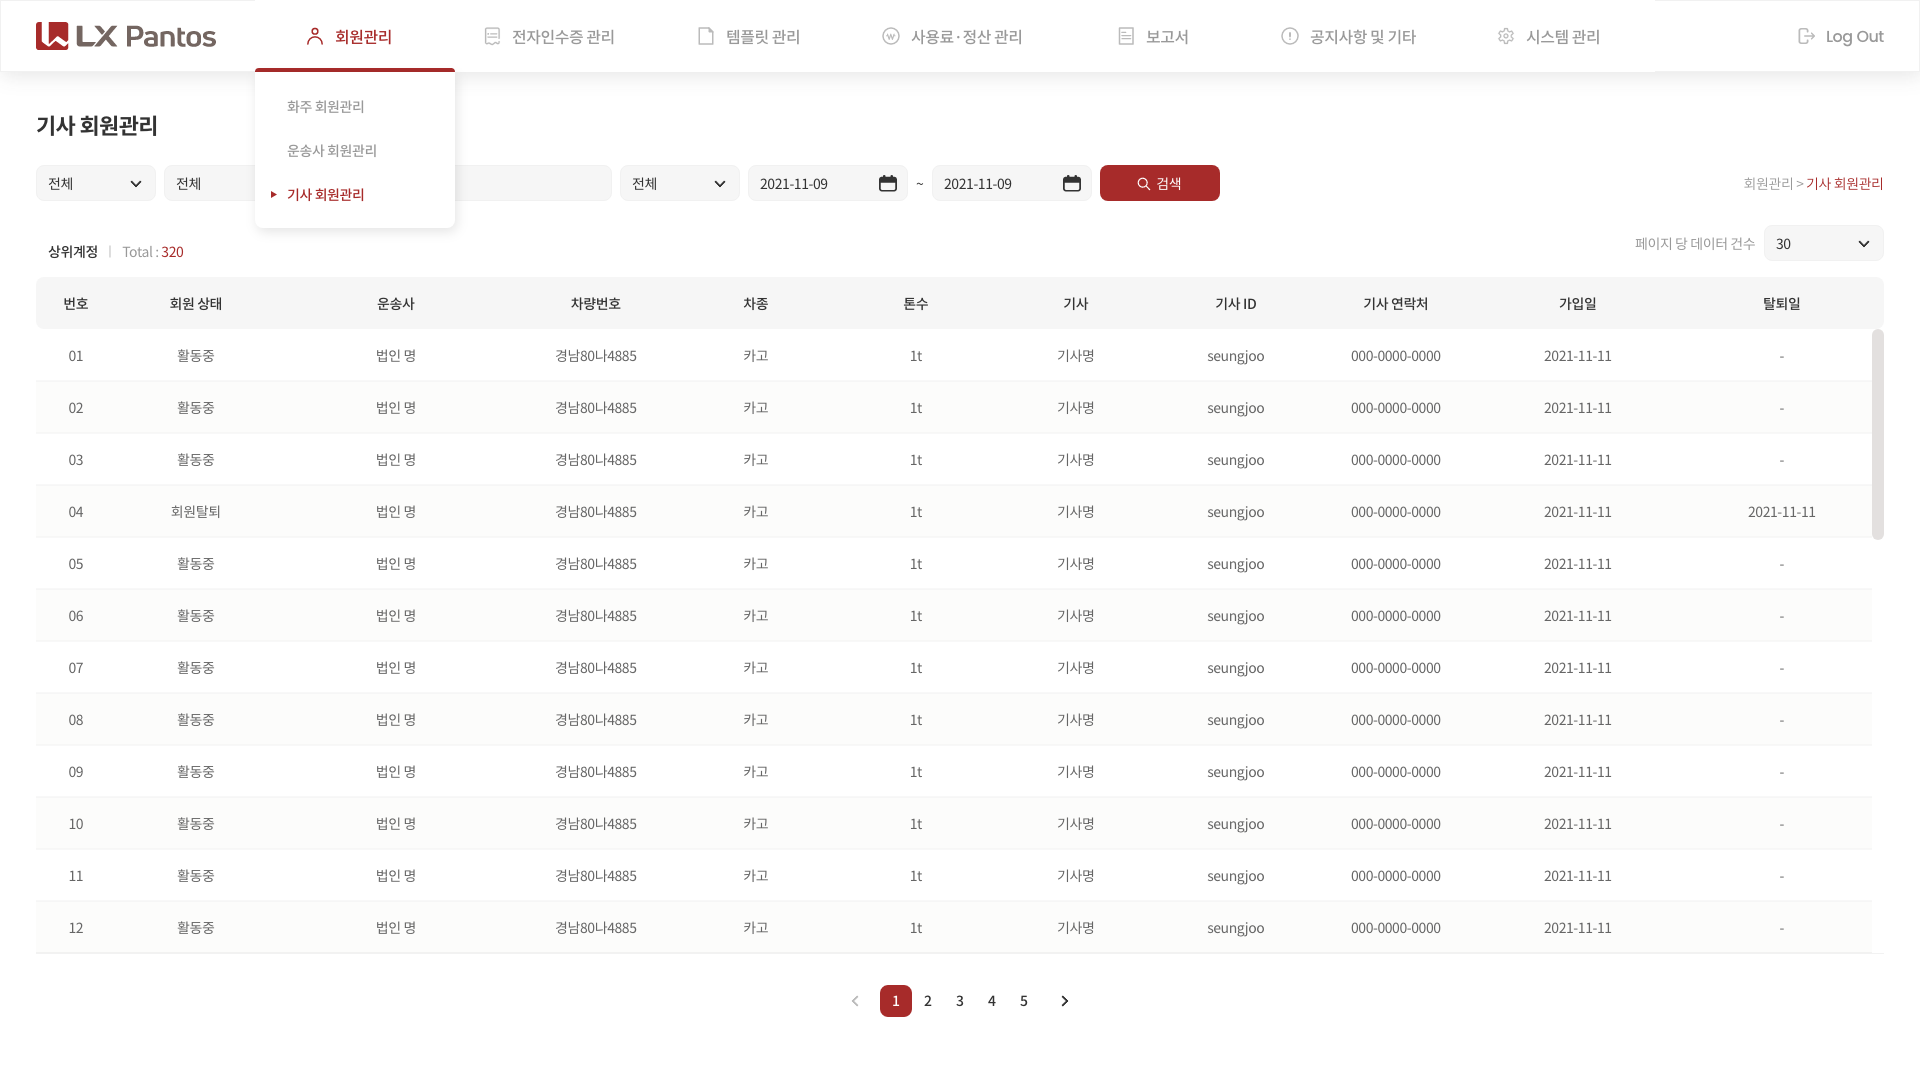 LX Pantos 회원관리 전자인수증 관리 템플릿 관리 사용료·정산 관리 보고서 공지사항 및 기타 시스템 관리 Log Out
화주 회원관리
운송사 회원관리
기사 회원관리
기사 회원관리
전체 전체 전체 2021-11-09 ~ 2021-11-09 검색 회원관리 > 기사 회원관리
상위계정 | Total : 320 페이지 당 데이터 건수 30
번호 회원 상태 운송사 차량번호 차종 톤수 기사 기사 ID 기사 연락처 가입일 탈퇴일
01 활동중 법인 명 경남80나4885 카고 1t 기사명 seungjoo 000-0000-0000 2021-11-11 -
02 활동중 법인 명 경남80나4885 카고 1t 기사명 seungjoo 000-0000-0000 2021-11-11 -
03 활동중 법인 명 경남80나4885 카고 1t 기사명 seungjoo 000-0000-0000 2021-11-11 -
04 회원탈퇴 법인 명 경남80나4885 카고 1t 기사명 seungjoo 000-0000-0000 2021-11-11 2021-11-11
05 활동중 법인 명 경남80나4885 카고 1t 기사명 seungjoo 000-0000-0000 2021-11-11 -
06 활동중 법인 명 경남80나4885 카고 1t 기사명 seungjoo 000-0000-0000 2021-11-11 -
07 활동중 법인 명 경남80나4885 카고 1t 기사명 seungjoo 000-0000-0000 2021-11-11 -
08 활동중 법인 명 경남80나4885 카고 1t 기사명 seungjoo 000-0000-0000 2021-11-11 -
09 활동중 법인 명 경남80나4885 카고 1t 기사명 seungjoo 000-0000-0000 2021-11-11 -
10 활동중 법인 명 경남80나4885 카고 1t 기사명 seungjoo 000-0000-0000 2021-11-11 -
11 활동중 법인 명 경남80나4885 카고 1t 기사명 seungjoo 000-0000-0000 2021-11-11 -
12 활동중 법인 명 경남80나4885 카고 1t 기사명 seungjoo 000-0000-0000 2021-11-11 -
1 2 3 4 5